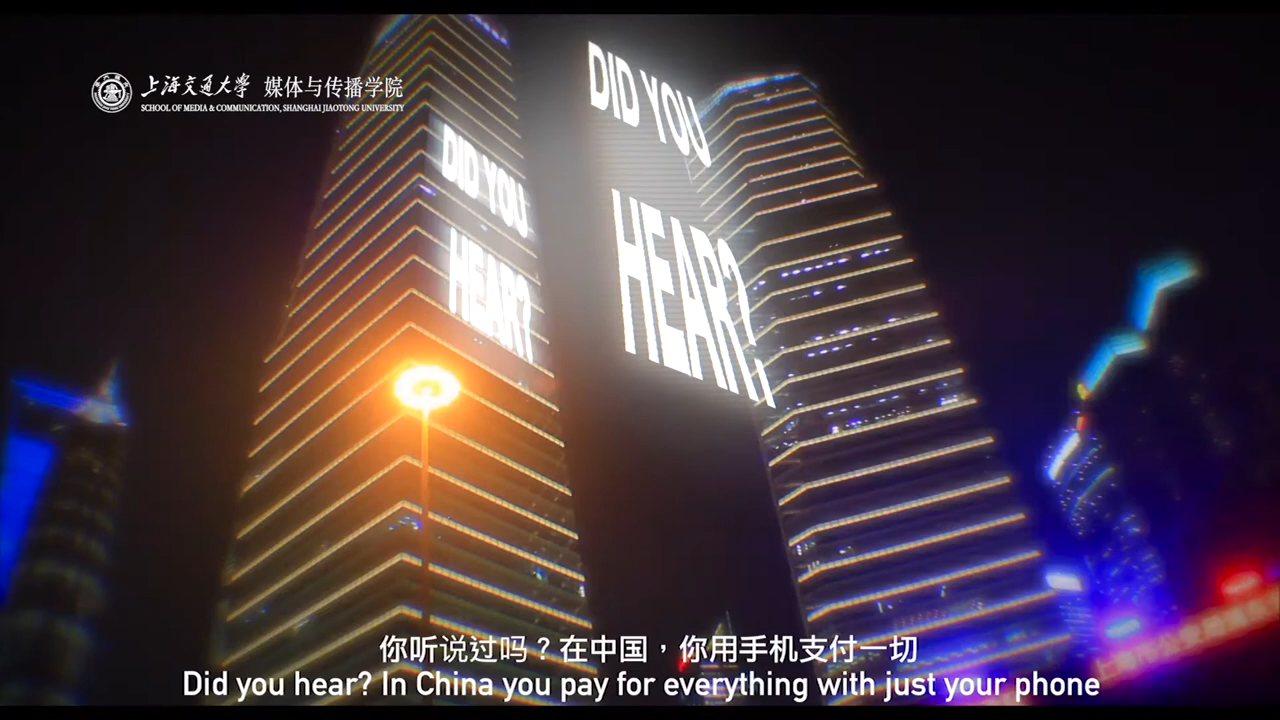 上海交通大学 媒体与传播学院
SCHOOL OF MEDIA & COMMUNICATION, SHANGHAI JIAOTONG UNIVERSITY
DID YOU
HEAR?
DID YOU
HEAR?
你听说过吗？在中国，你用手机支付一切
Did you hear? In China you pay for everything with just your phone